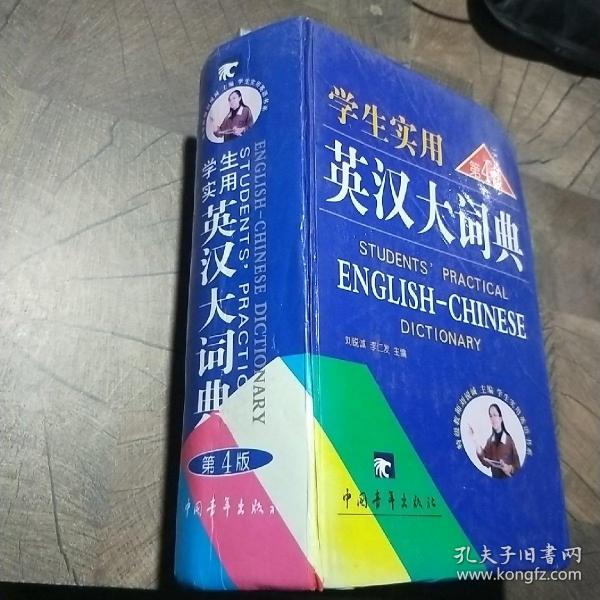 学生实用
第4版
英汉大词典
STUDENTS' PRACTICAL
ENGLISH-CHINESE
DICTIONARY
刘锐诚 李仁发 主编
中国青年出版社
学生实用
英汉大词典
STUDENTS' PRACTIC
ENGLISH-CHINESE DICTIONARY
第4版
中国青年出版社
孔夫子旧书网
www.kongfz.com